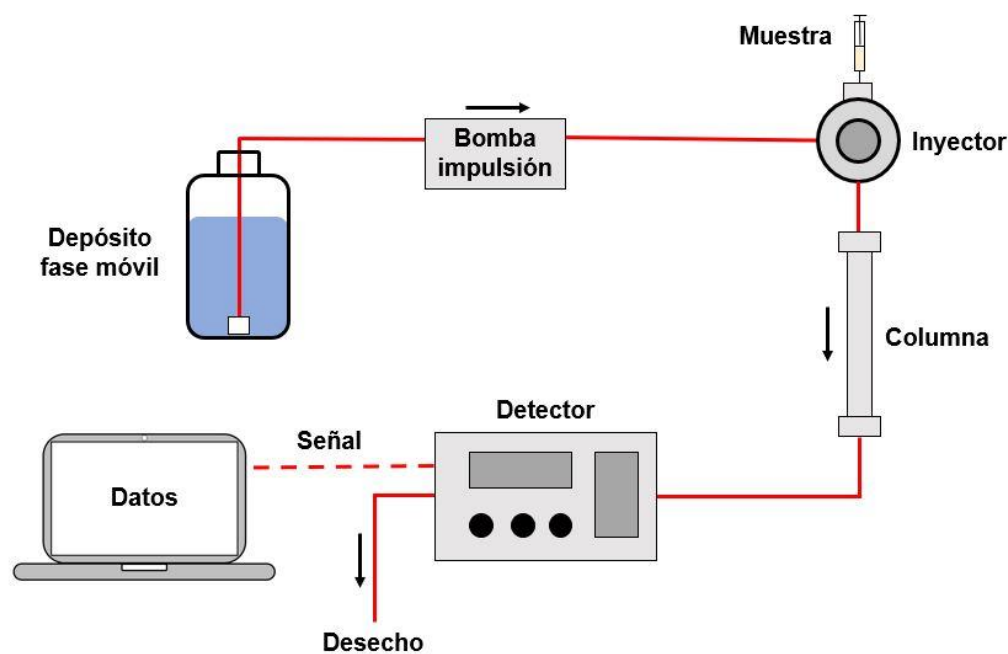 Muestra
Bomba
impulsión
Inyector
Depósito
fase móvil
Columna
Detector
Señal
Datos
Desecho